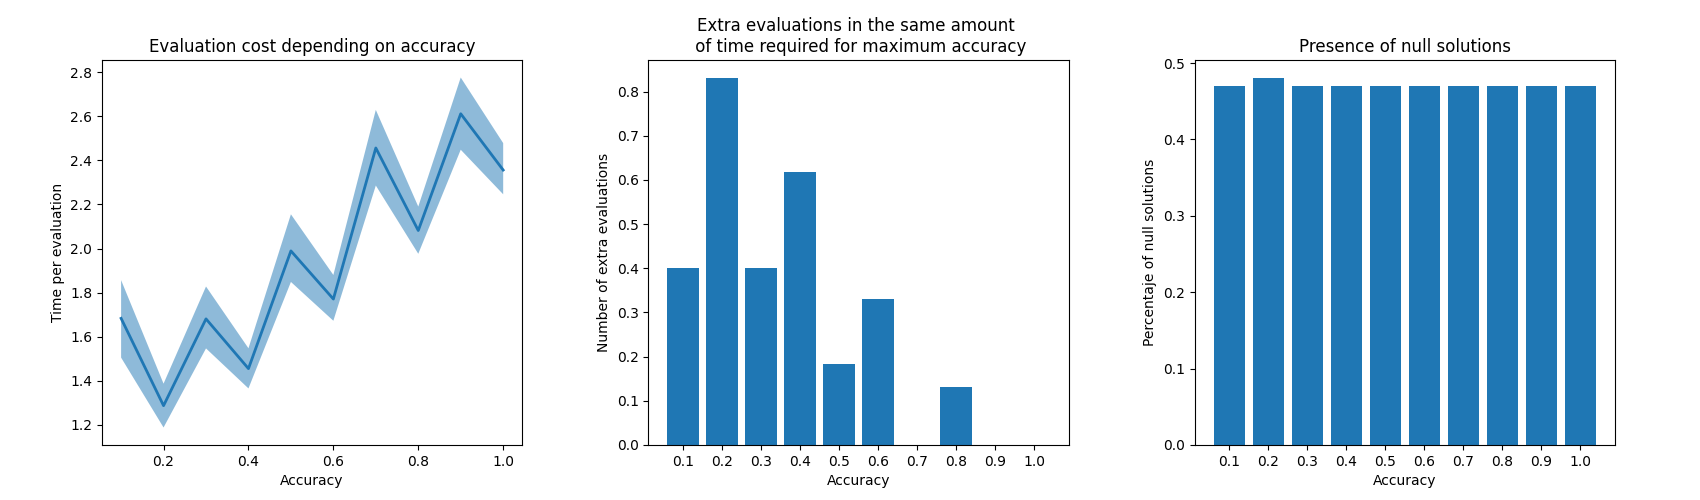 Evaluation cost depending on accuracy
2.8
2.6
2.4
2.2
2.0
1.8
1.6
1.4
1.2
Time per evaluation
0.2 0.4 0.6 0.8 1.0
Accuracy
Extra evaluations in the same amount
of time required for maximum accuracy
0.8
0.7
0.6
0.5
0.4
0.3
0.2
0.1
0.0
Number of extra evaluations
0.1 0.2 0.3 0.4 0.5 0.6 0.7 0.8 0.9 1.0
Accuracy
Presence of null solutions
0.5
0.4
0.3
0.2
0.1
0.0
Percentaje of null solutions
0.1 0.2 0.3 0.4 0.5 0.6 0.7 0.8 0.9 1.0
Accuracy